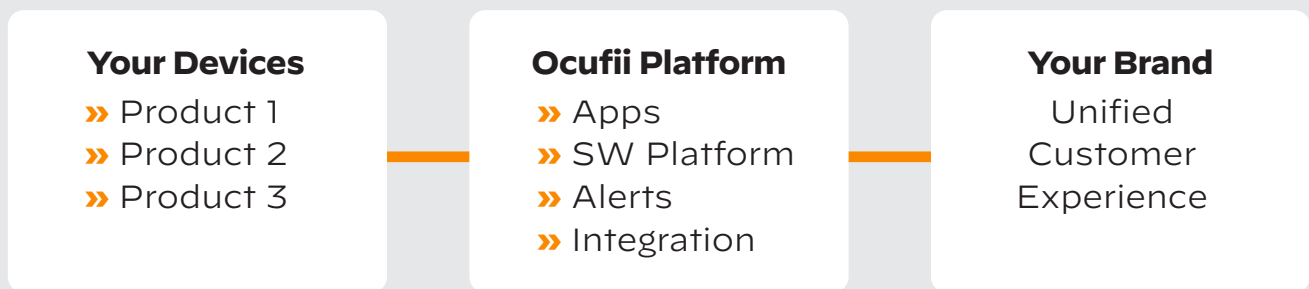 Your Devices
» Product 1
» Product 2
» Product 3
Ocufii Platform
» Apps
» SW Platform
» Alerts
» Integration
Your Brand
Unified
Customer
Experience